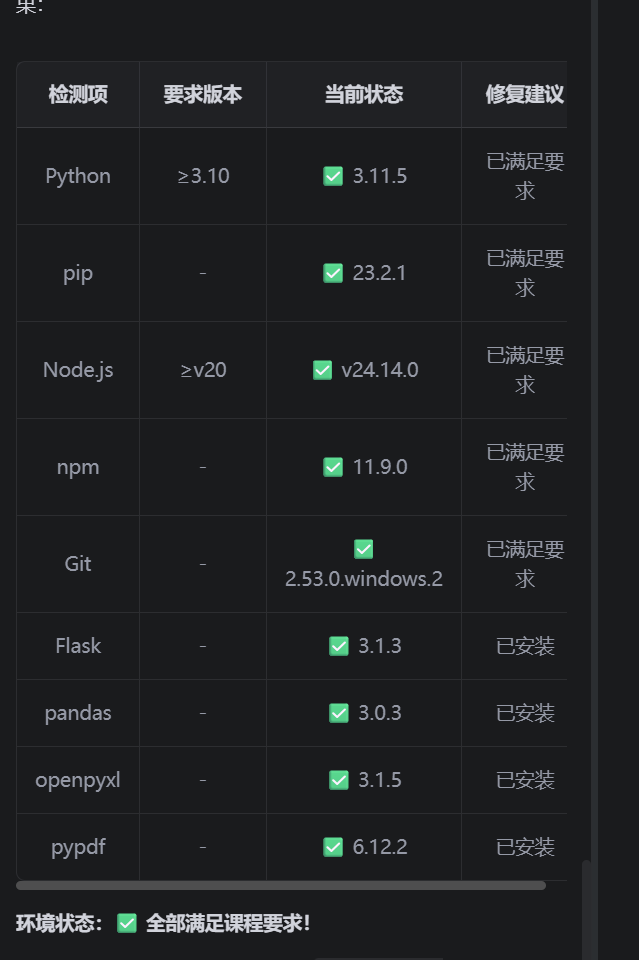 果：
检测项 要求版本 当前状态 修复建议
Python ≥3.10 ✅ 3.11.5 已满足要
求
pip - ✅ 23.2.1 已满足要
求
Node.js ≥v20 ✅ v24.14.0 已满足要
求
npm - ✅ 11.9.0 已满足要
求
Git - ✅ 已满足要
2.53.0.windows.2 求
Flask - ✅ 3.1.3 已安装
pandas - ✅ 3.0.3 已安装
openpyxl - ✅ 3.1.5 已安装
pypdf - ✅ 6.12.2 已安装
环境状态：✅ 全部满足课程要求！